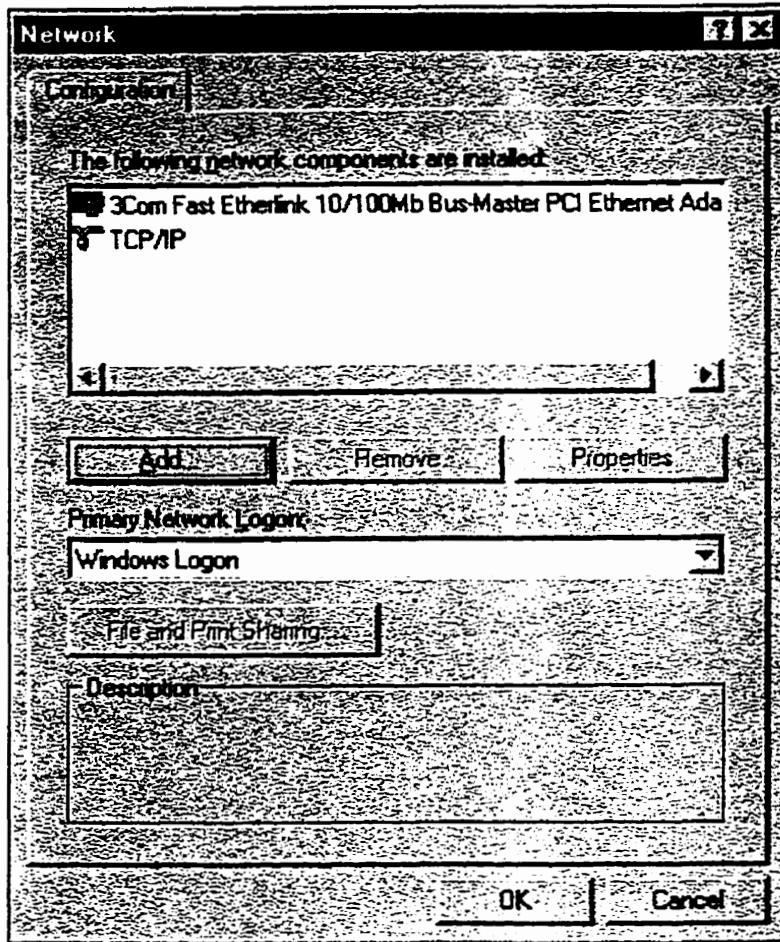 Network
Configuration
The following network components are installed:
3Com Fast Etherlink 10/100Mb Bus-Master PCI Ethernet Ada
TCP/IP
Add...
Remove
Properties
Primary Network Logon:
Windows Logon
File and Print Sharing...
Description
OK
Cancel